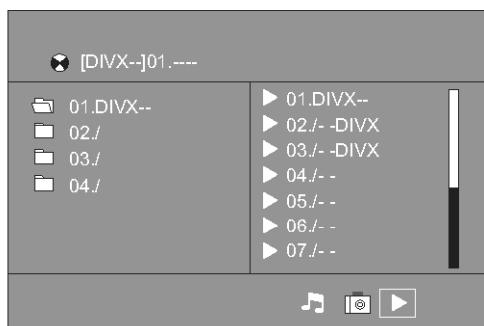 [DIVX--]01.----
01.DIVX--
02./
03./
04./
01.DIVX--
02./- -DIVX
03./- -DIVX
04./- -
05./- -
06./- -
07./- -